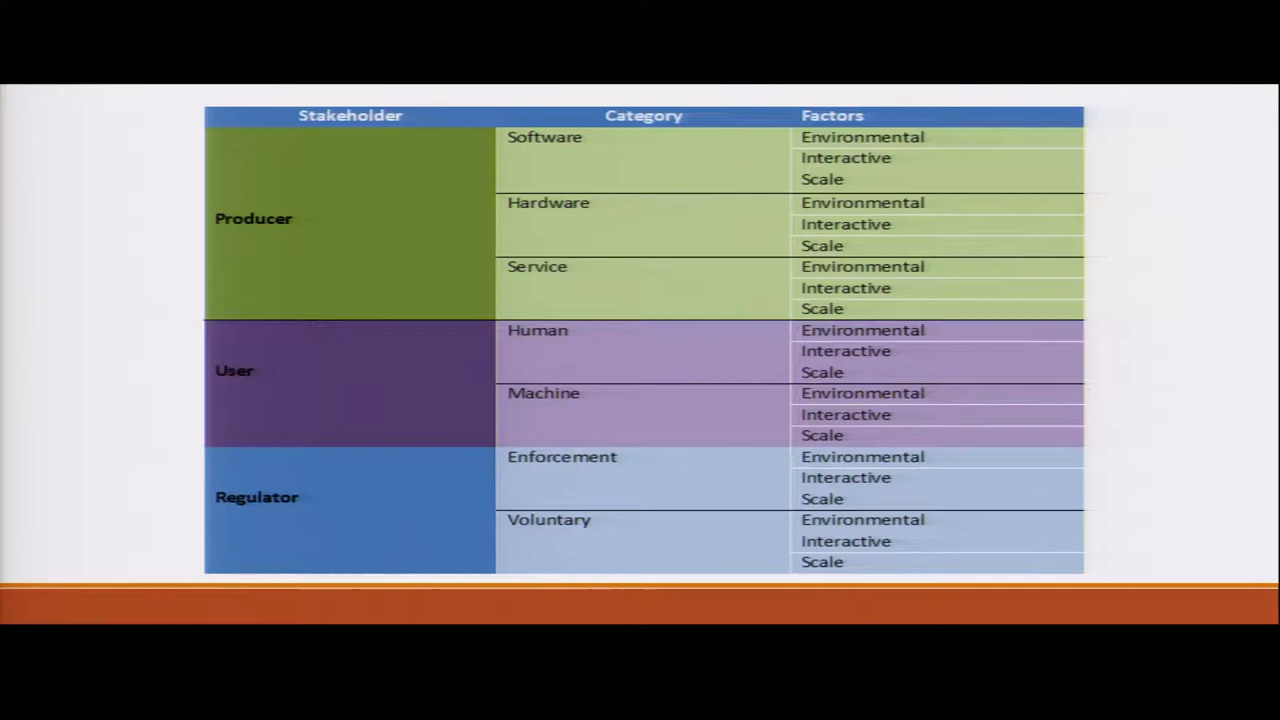 Stakeholder Category Factors
Software Environmental
Interactive
Scale
Producer
Hardware Environmental
Interactive
Scale
Service Environmental
Interactive
Scale
Human Environmental
Interactive
User
Scale
Machine Environmental
Interactive
Scale
Enforcement Environmental
Interactive
Regulator
Scale
Voluntary Environmental
Interactive
Scale